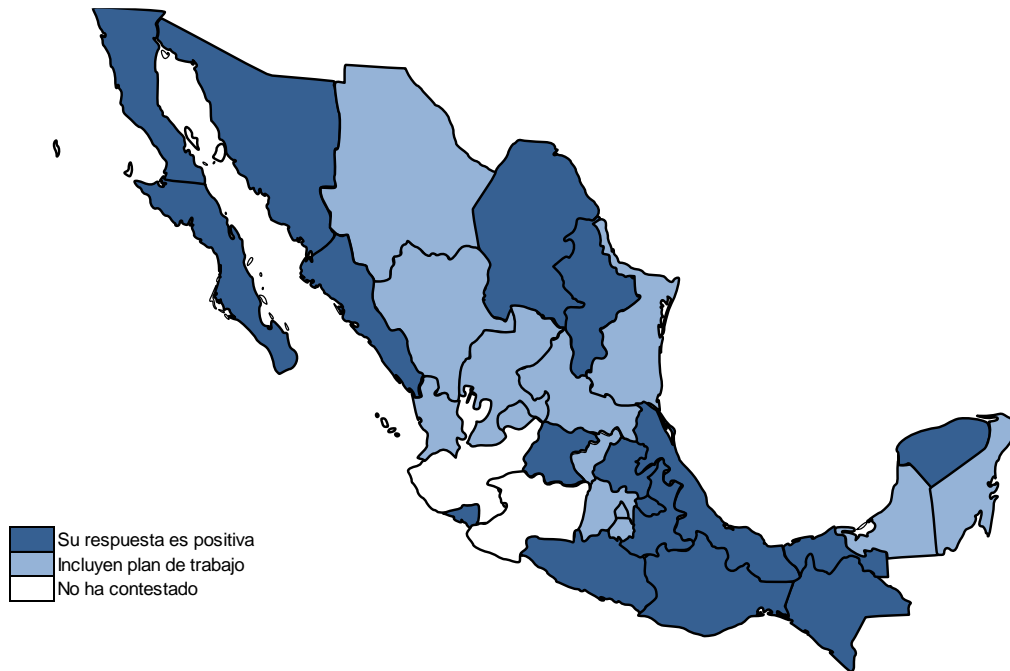 Su respuesta es positiva
Incluyen plan de trabajo
No ha contestado